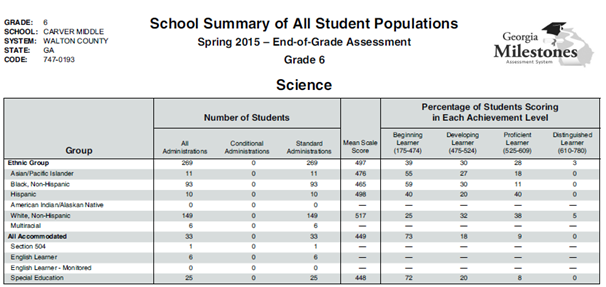 GRADE: 6
SCHOOL: CARVER MIDDLE
SYSTEM: WALTON COUNTY
STATE: GA
CODE: 747-0193
School Summary of All Student Populations
Spring 2015 – End-of-Grade Assessment
Grade 6
Georgia
Milestones
Assessment System
Science
Group
Number of Students
All Administrations
Conditional Administrations
Standard Administrations
Mean Scale Score
Percentage of Students Scoring in Each Achievement Level
Beginning Learner (175-474)
Developing Learner (475-524)
Proficient Learner (525-609)
Distinguished Learner (610-780)
Ethnic Group 269 0 269 497 39 30 28 3
Asian/Pacific Islander 11 0 11 476 55 27 18 0
Black, Non-Hispanic 93 0 93 465 59 30 11 0
Hispanic 10 0 10 498 40 20 40 0
American Indian/Alaskan Native 0 0 0 — — — — —
White, Non-Hispanic 149 0 149 517 25 32 38 5
Multiracial 6 0 6 — — — — —
All Accommodated 33 0 33 449 73 18 9 0
Section 504 1 0 1 — — — — —
English Learner 6 0 6 — — — — —
English Learner - Monitored 0 0 0 — — — — —
Special Education 25 0 25 448 72 20 8 0